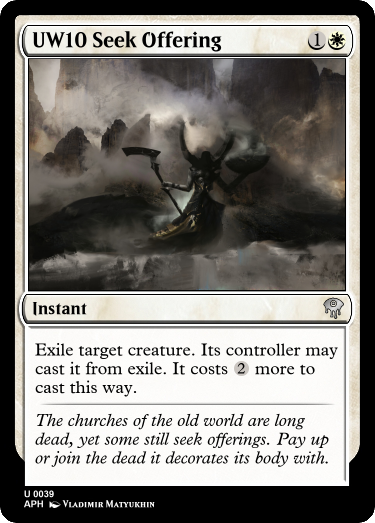 UW10 Seek Offering
1
Instant
Exile target creature. Its controller may
cast it from exile. It costs 2 more to
cast this way.
The churches of the old world are long
dead, yet some still seek offerings. Pay up
or join the dead it decorates its body with.
U 0039
APH Vladimir Matyukhin